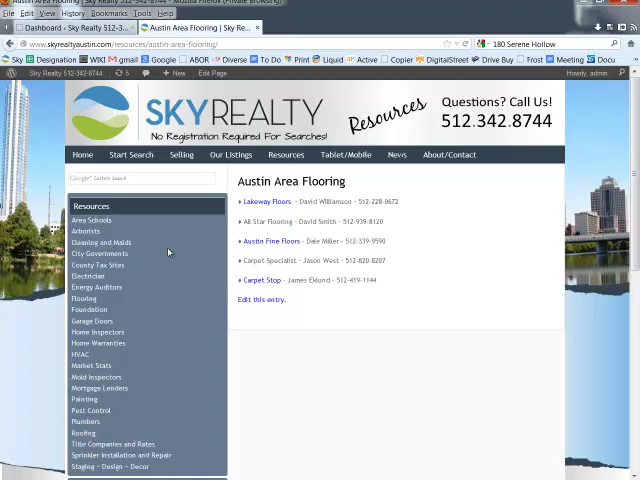 Austin Area Flooring | Sky Realty 512-342-8744 - Mozilla Firefox (Private Browsing)
File Edit View History Bookmarks Tools Help
Dashboard ‹ Sky Realty 512-3... × Austin Area Flooring | Sky Re... ×
www.skyrealtyaustin.com/resources/austin-area-flooring/
180 Serene Hollow
Sky Designation WIKI gmail Google ABOR Diverse To Do Print Liquid Active Copier DigitalStreet Drive Buy Frost Meeting Docu
Sky Realty 512-342-8744 5 + New Edit Page Howdy, admin
SKYREALTY
No Registration Required For Searches!
Resources
Questions? Call Us!
512.342.8744
Home Start Search Selling Our Listings Resources Tablet/Mobile News About/Contact
Google™ Custom Search
Resources
Area Schools
Arborists
Cleaning and Maids
City Governments
County Tax Sites
Electrician
Energy Auditors
Flooring
Foundation
Garage Doors
Home Inspectors
Home Warranties
HVAC
Market Stats
Mold Inspectors
Mortgage Lenders
Painting
Pest Control
Plumbers
Roofing
Title Companies and Rates
Sprinkler Installation and Repair
Staging ~ Design ~ Decor
Austin Area Flooring
♦ Lakeway Floors - David Williamson - 512-228-0672
♦ All Star Flooring - David Smith - 512-939-8120
♦ Austin Fine Floors - Dale Miller - 512-339-9590
♦ Carpet Specialist - Jason West - 512-820-8207
♦ Carpet Stop - James Eklund - 512-419-1144
Edit this entry.